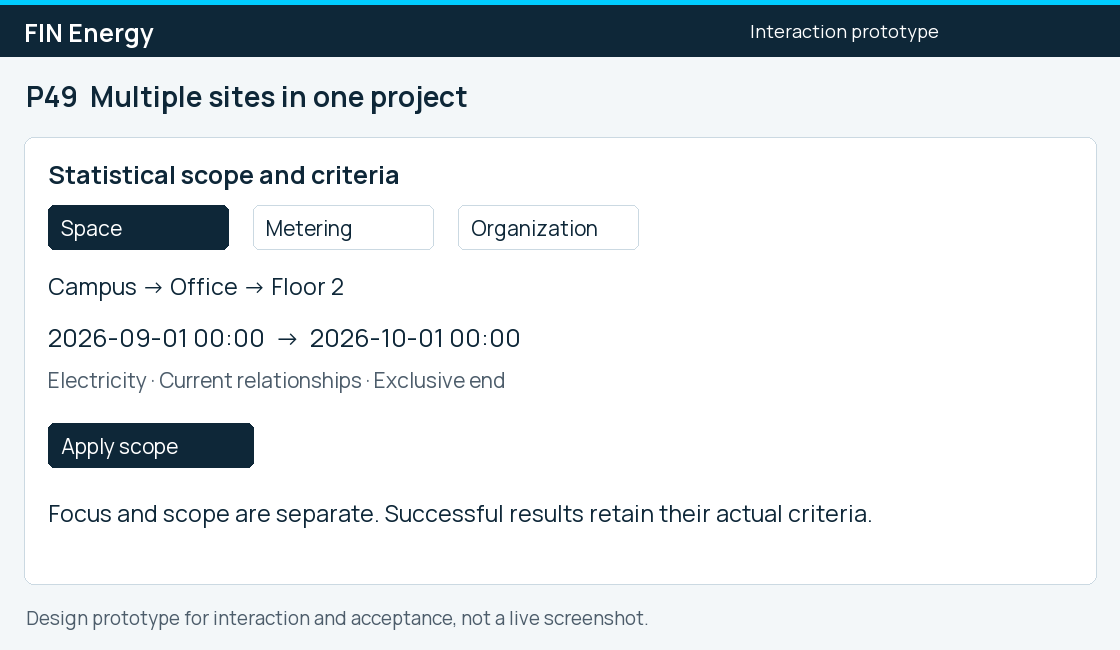 FIN Energy
Interaction prototype
P49 Multiple sites in one project
Statistical scope and criteria
Space
Metering
Organization
Campus → Office → Floor 2
2026-09-01 00:00 → 2026-10-01 00:00
Electricity · Current relationships · Exclusive end
Apply scope
Focus and scope are separate. Successful results retain their actual criteria.
Design prototype for interaction and acceptance, not a live screenshot.